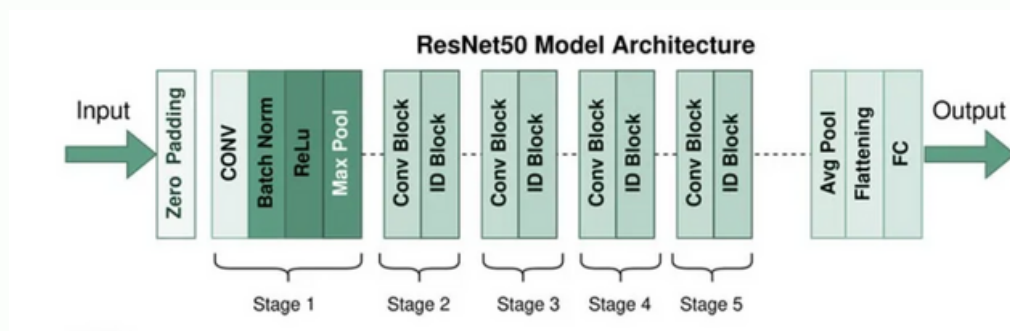 ResNet50 Model Architecture
Input
Zero Padding
CONV
Batch Norm
ReLu
Max Pool
Conv Block
ID Block
Conv Block
ID Block
Conv Block
ID Block
Conv Block
ID Block
Avg Pool
Flattening
FC
Output
Stage 1
Stage 2
Stage 3
Stage 4
Stage 5